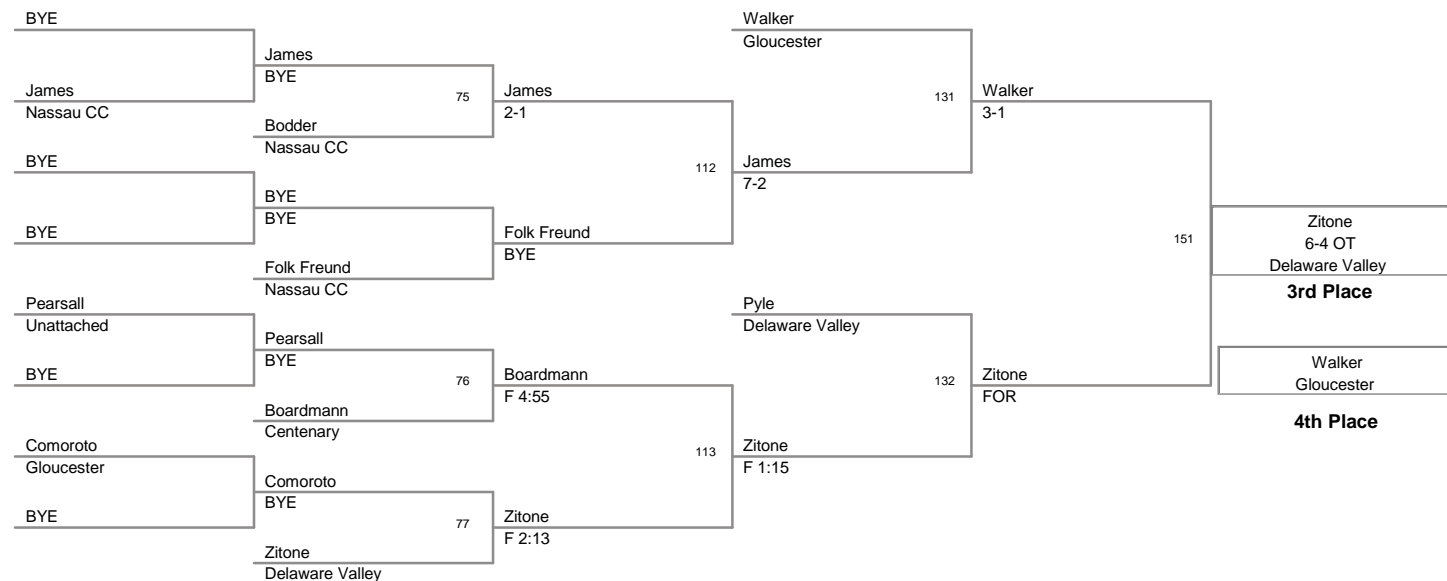 BYE
James
Nassau CC
BYE
BYE
Pearsall
Unattached
BYE
Comoroto
Gloucester
BYE
James
BYE
75
Bodder
Nassau CC
BYE
BYE
Folk Freund
Nassau CC
Pearsall
BYE
76
Boardmann
Centenary
Comoroto
BYE
77
Zitone
Delaware Valley
James
2-1
112
Folk Freund
BYE
Boardmann
F 4:55
113
Zitone
F 2:13
Walker
Gloucester
131
James
7-2
Pyle
Delaware Valley
132
Zitone
F 1:15
Walker
3-1
151
Zitone
FOR
Zitone
6-4 OT
Delaware Valley
3rd Place
Walker
Gloucester
4th Place